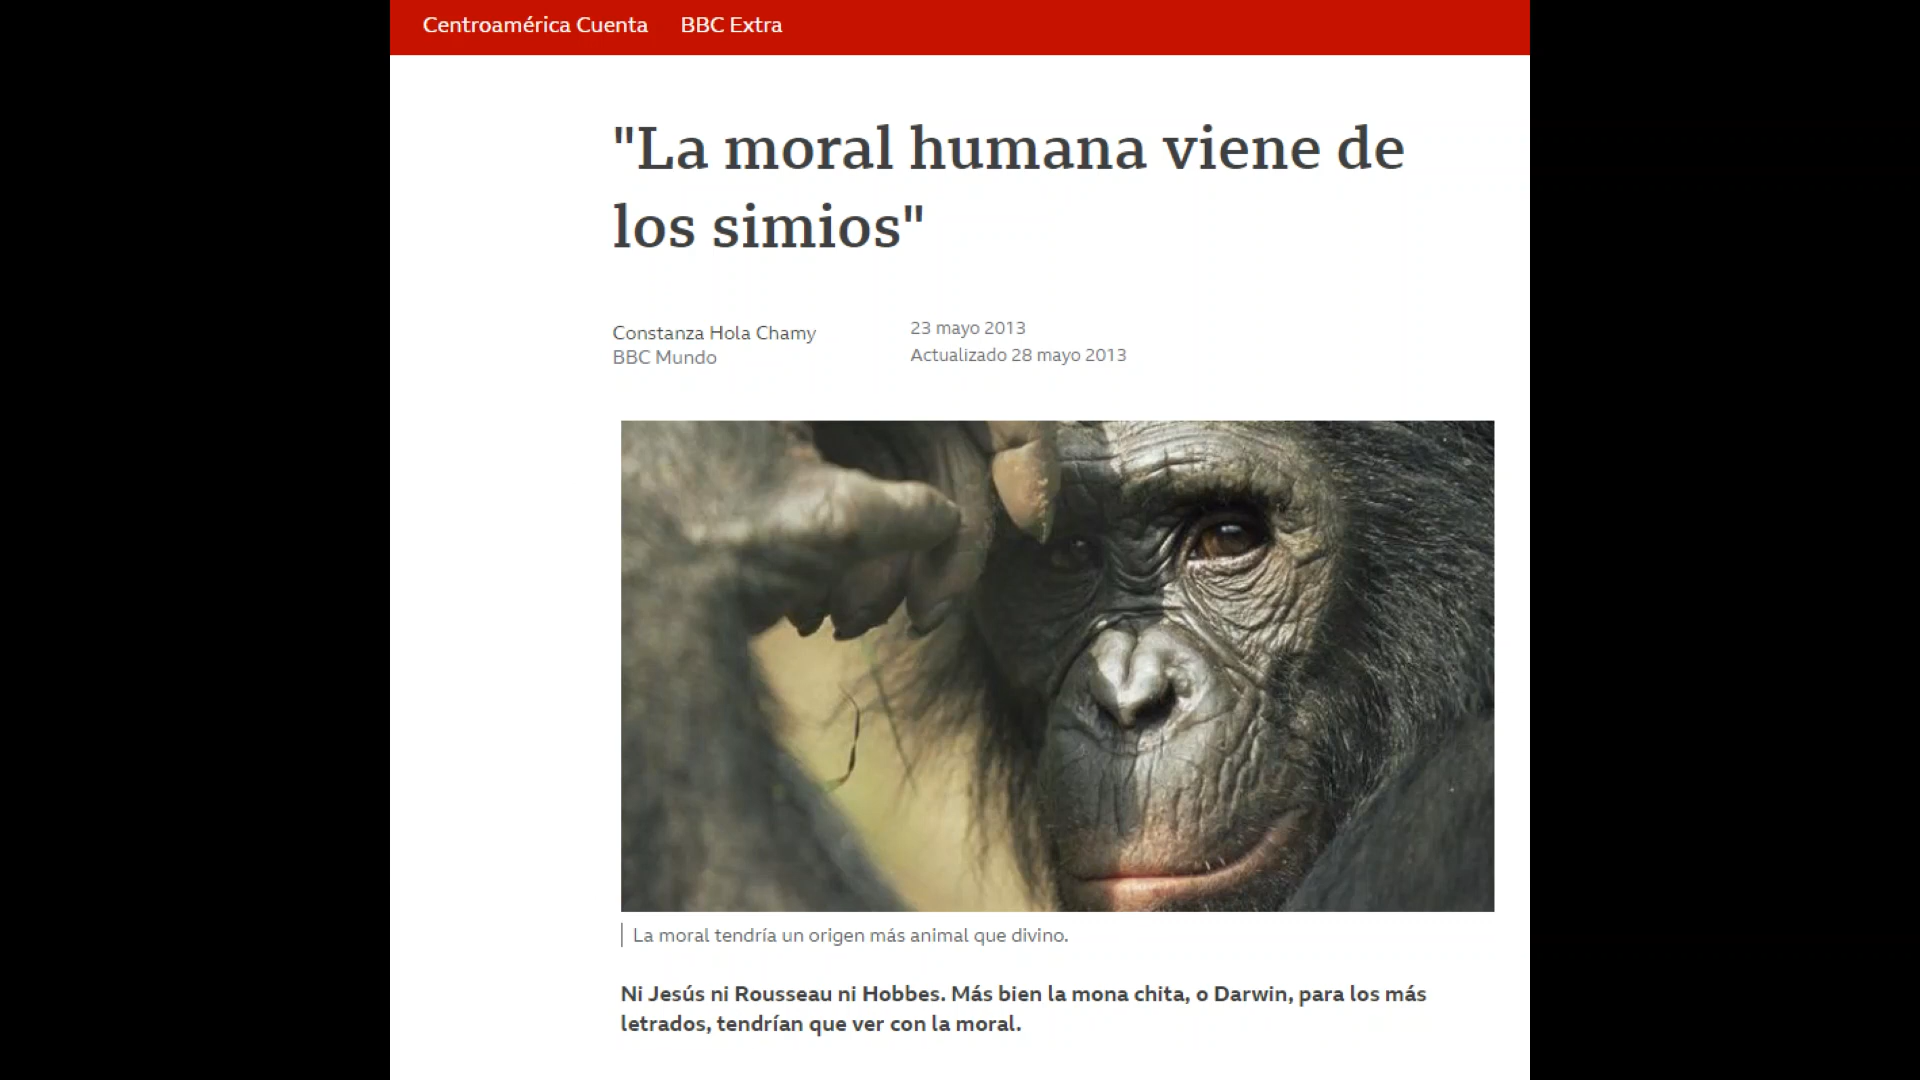 Centroamérica Cuenta BBC Extra
"La moral humana viene de
los simios"
Constanza Hola Chamy
BBC Mundo
23 mayo 2013
Actualizado 28 mayo 2013
La moral tendría un origen más animal que divino.
Ni Jesús ni Rousseau ni Hobbes. Más bien la mona chita, o Darwin, para los más
letrados, tendrían que ver con la moral.